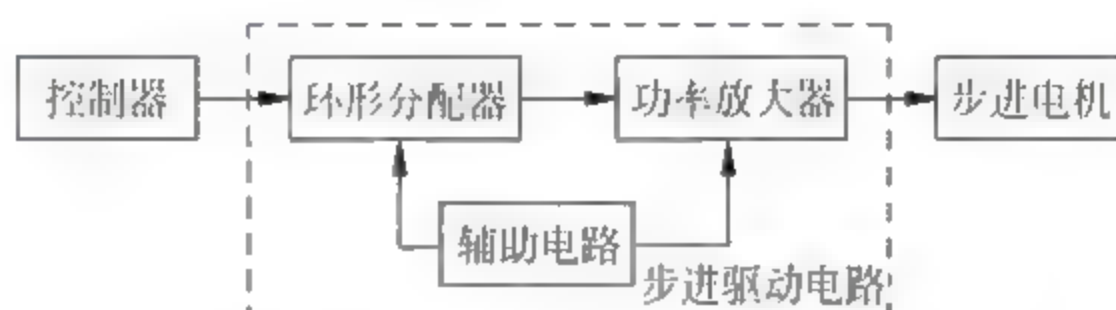 控制器
环形分配器
功率放大器
步进电机
辅助电路
步进驱动电路